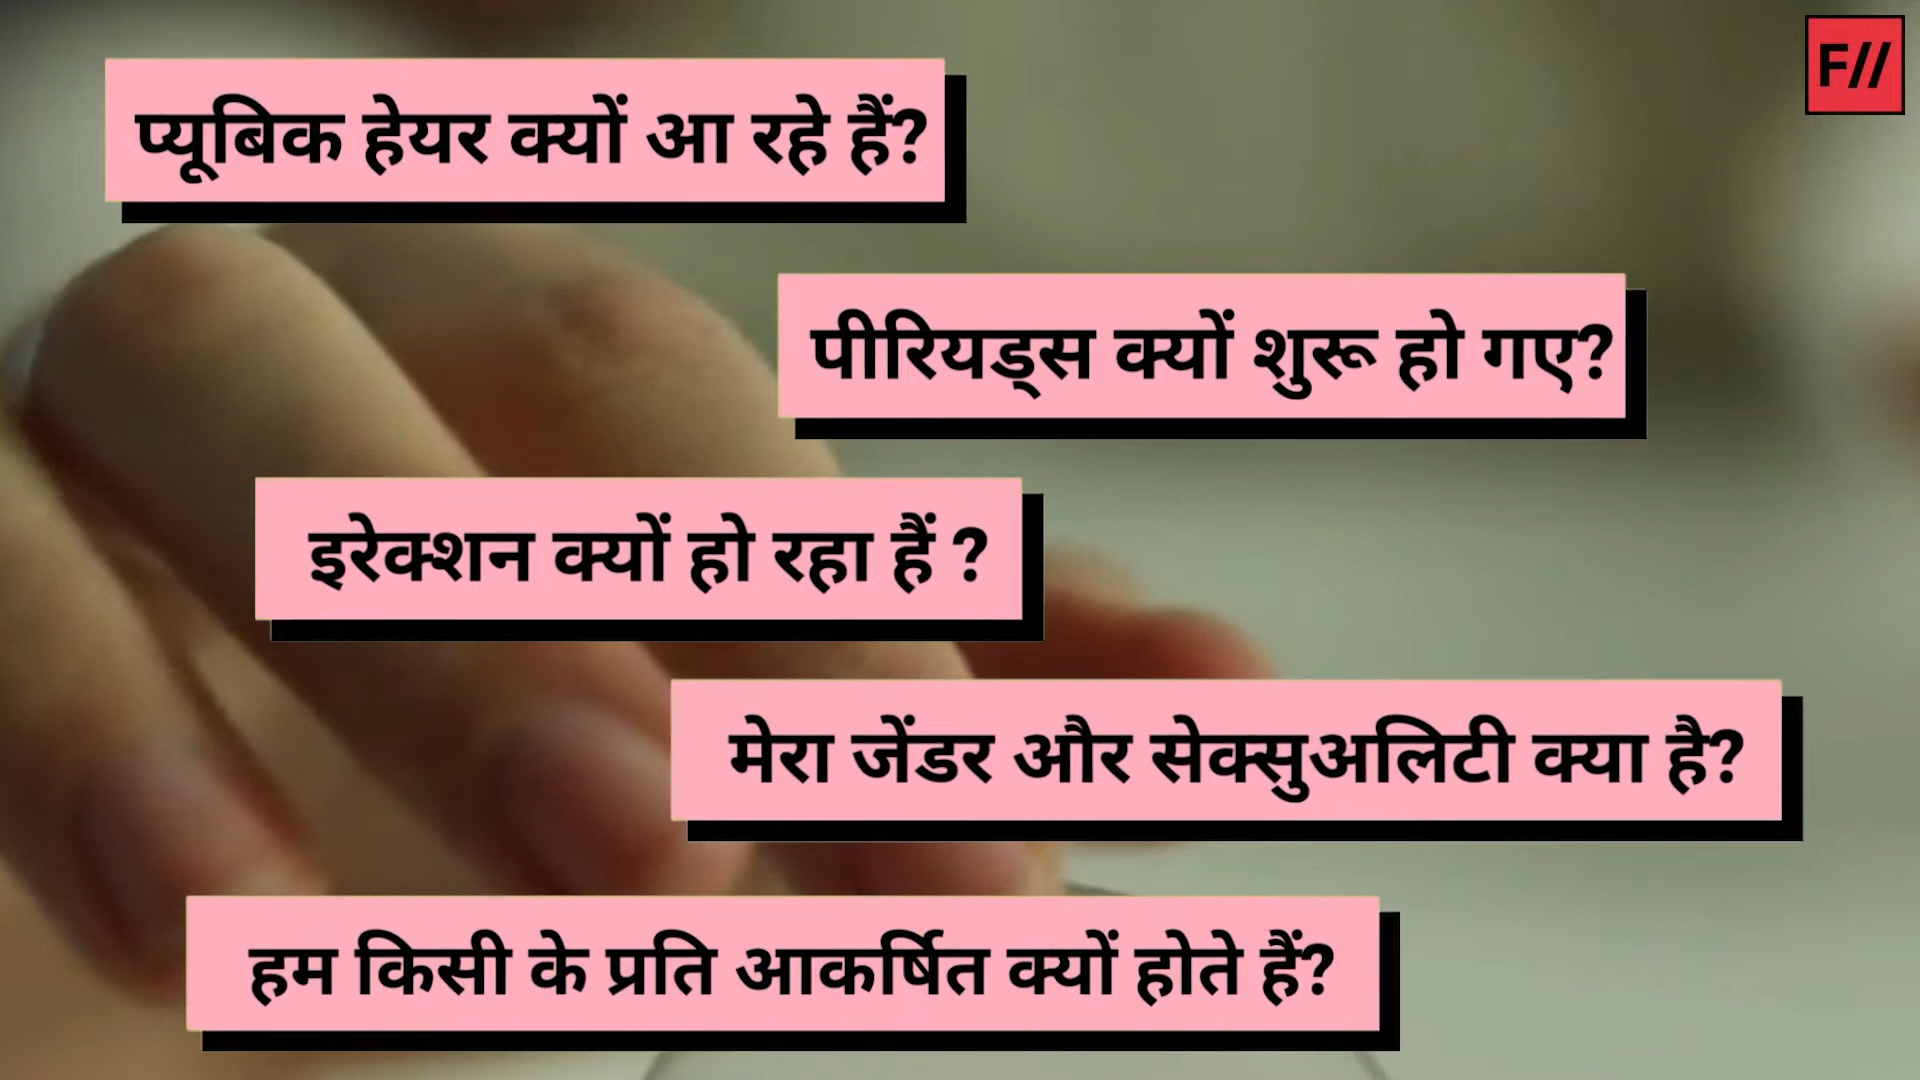 F//
प्यूबिक हेयर क्यों आ रहे हैं?
पीरियड्स क्यों शुरू हो गए?
इरेक्शन क्यों हो रहा हैं ?
मेरा जेंडर और सेक्सुअलिटी क्या है?
हम किसी के प्रति आकर्षित क्यों होते हैं?